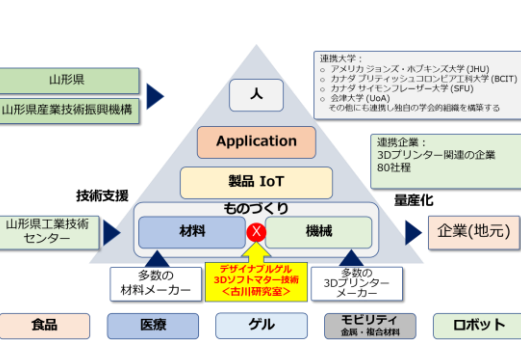 連携大学：
○ アメリカ ジョンズ・ホプキンズ大学 (JHU)
○ カナダ ブリティッシュコロンビア工科大学 (BCIT)
○ カナダ サイモンフレーザー大学 (SFU)
○ 会津大学 (UoA)
その他にも連携し独自の学会的組織を構築する
山形県
山形県産業技術振興機構
人
Application
製品 IoT
連携企業：
3Dプリンター関連の企業
80社程
技術支援
量産化
ものづくり
山形県工業技術
センター
材料
X
機械
企業(地元)
多数の
材料メーカー
デザイナブルゲル
3Dソフトマター技術
＜古川研究室＞
多数の
3Dプリンター
メーカー
食品
医療
ゲル
モビリティ
金属・複合材料
ロボット